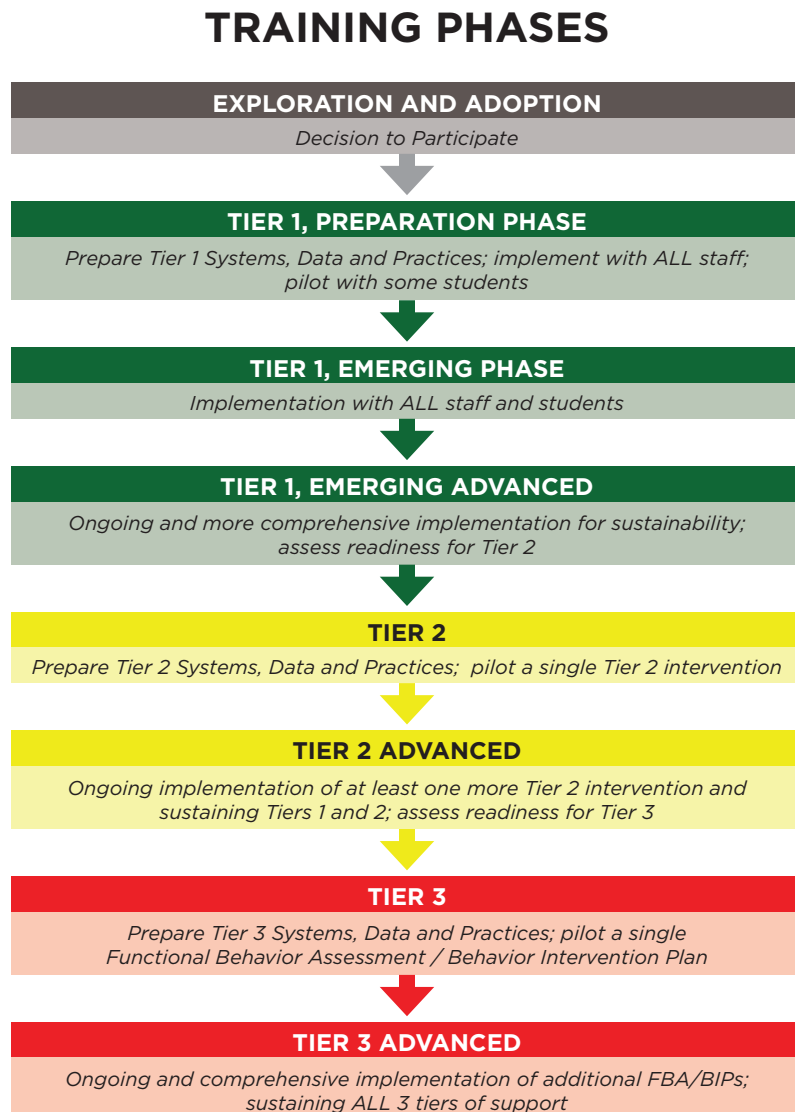 TRAINING PHASES
EXPLORATION AND ADOPTION
Decision to Participate
TIER 1, PREPARATION PHASE
Prepare Tier 1 Systems, Data and Practices; implement with ALL staff;
pilot with some students
TIER 1, EMERGING PHASE
Implementation with ALL staff and students
TIER 1, EMERGING ADVANCED
Ongoing and more comprehensive implementation for sustainability;
assess readiness for Tier 2
TIER 2
Prepare Tier 2 Systems, Data and Practices; pilot a single Tier 2 intervention
TIER 2 ADVANCED
Ongoing implementation of at least one more Tier 2 intervention and
sustaining Tiers 1 and 2; assess readiness for Tier 3
TIER 3
Prepare Tier 3 Systems, Data and Practices; pilot a single
Functional Behavior Assessment / Behavior Intervention Plan
TIER 3 ADVANCED
Ongoing and comprehensive implementation of additional FBA/BIPs;
sustaining ALL 3 tiers of support